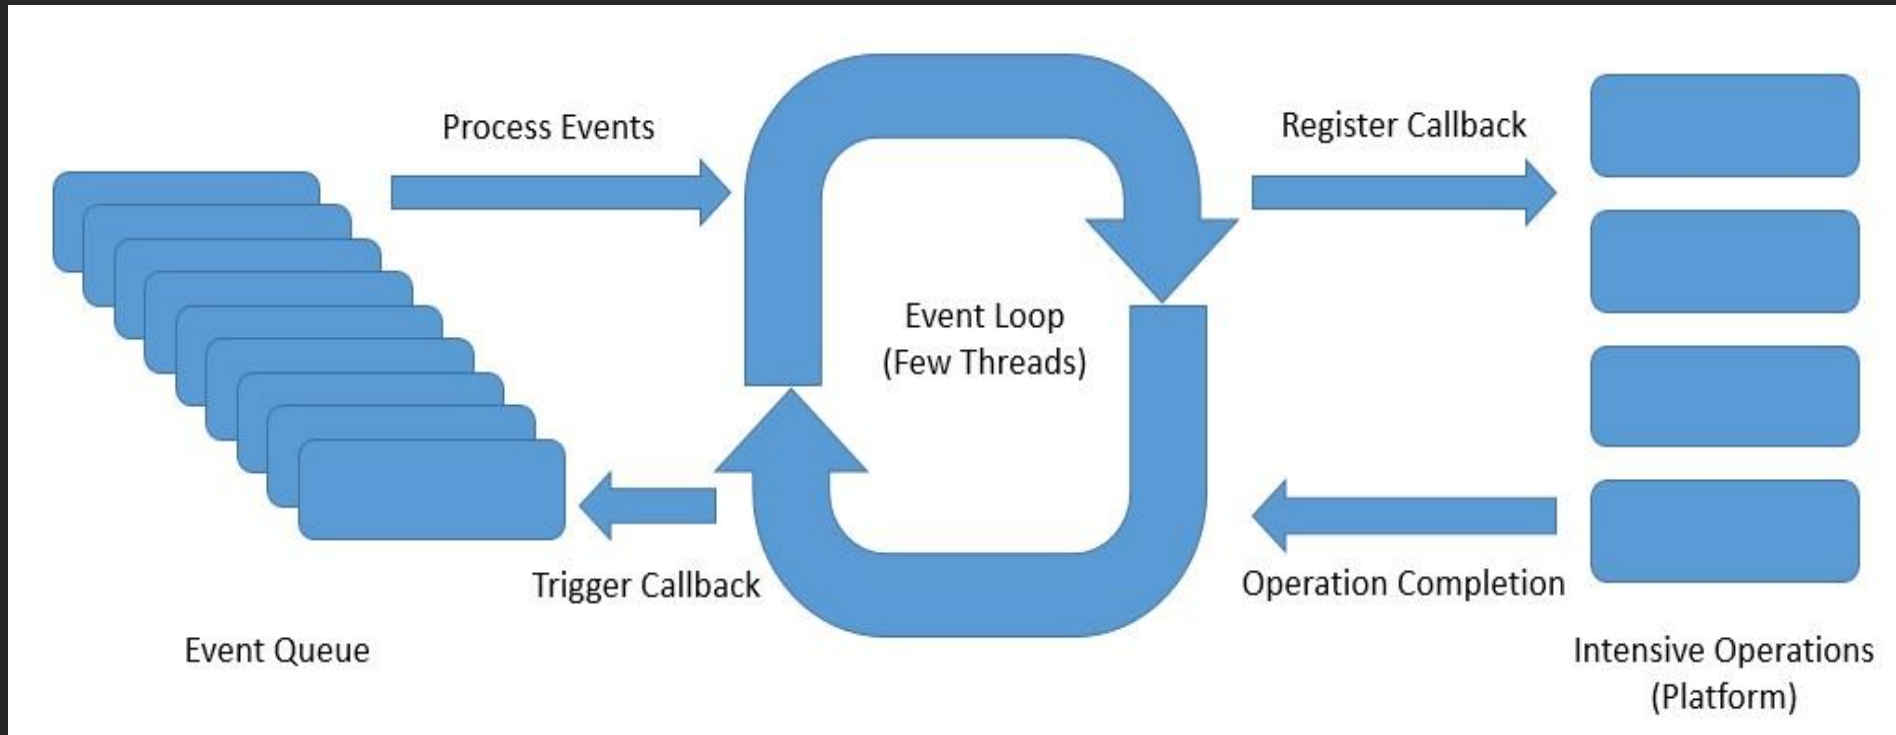 Process Events
Register Callback
Event Loop
(Few Threads)
Trigger Callback
Operation Completion
Event Queue
Intensive Operations
(Platform)